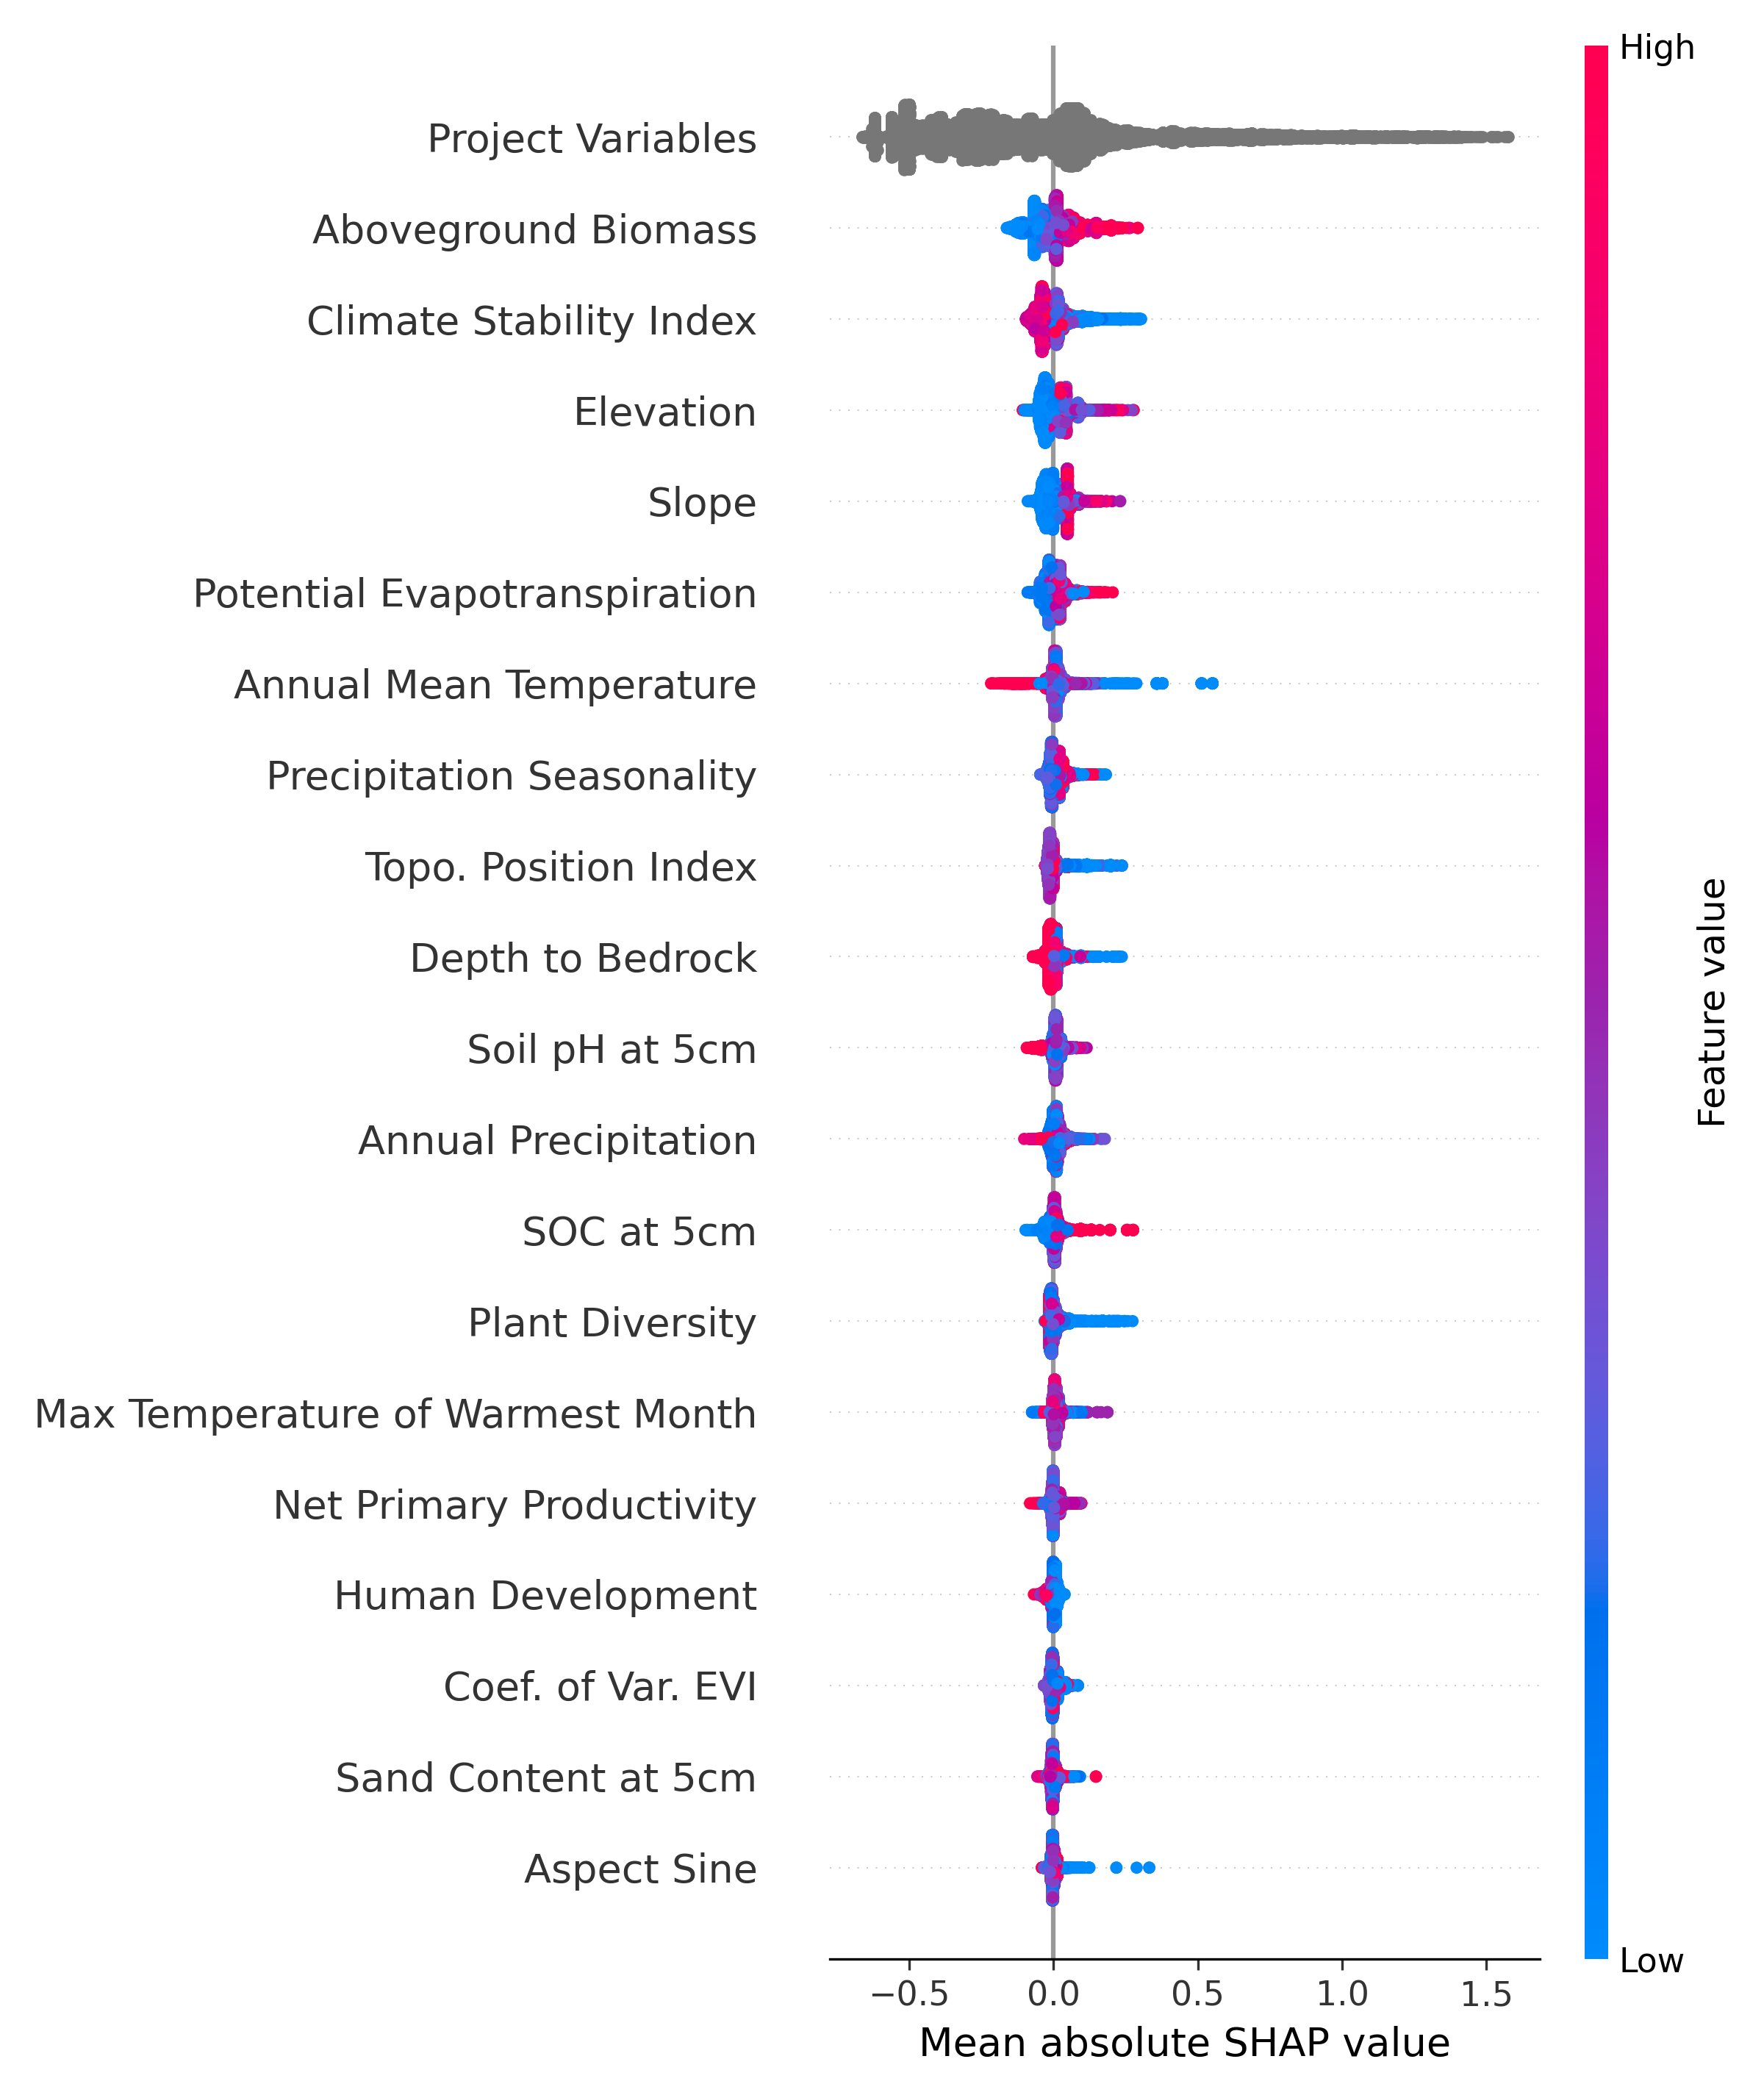 High
Project Variables
Aboveground Biomass
Climate Stability Index
Elevation
Slope
Potential Evapotranspiration
Annual Mean Temperature
Precipitation Seasonality
Topo. Position Index
Depth to Bedrock
Soil pH at 5cm
Annual Precipitation
SOC at 5cm
Plant Diversity
Max Temperature of Warmest Month
Net Primary Productivity
Human Development
Coef. of Var. EVI
Sand Content at 5cm
Aspect Sine
Feature value
Low
−0.5 0.0 0.5 1.0 1.5
Mean absolute SHAP value